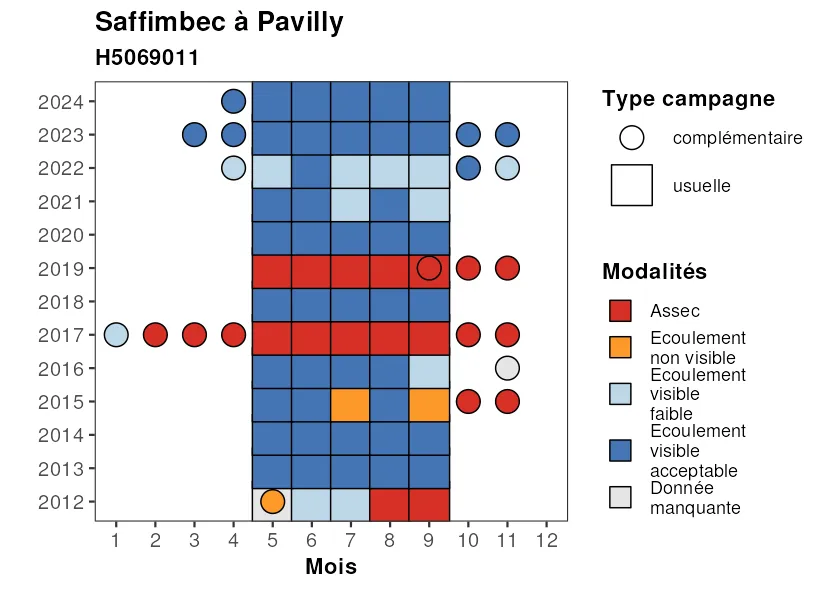 Saffimbec à Pavilly
H5069011
2024
2023
2022
2021
2020
2019
2018
2017
2016
2015
2014
2013
2012
1 2 3 4 5 6 7 8 9 10 11 12
Mois
Type campagne
complémentaire
usuelle
Modalités
Assec
Ecoulement
non visible
Ecoulement
visible
faible
Ecoulement
visible
acceptable
Donnée
manquante